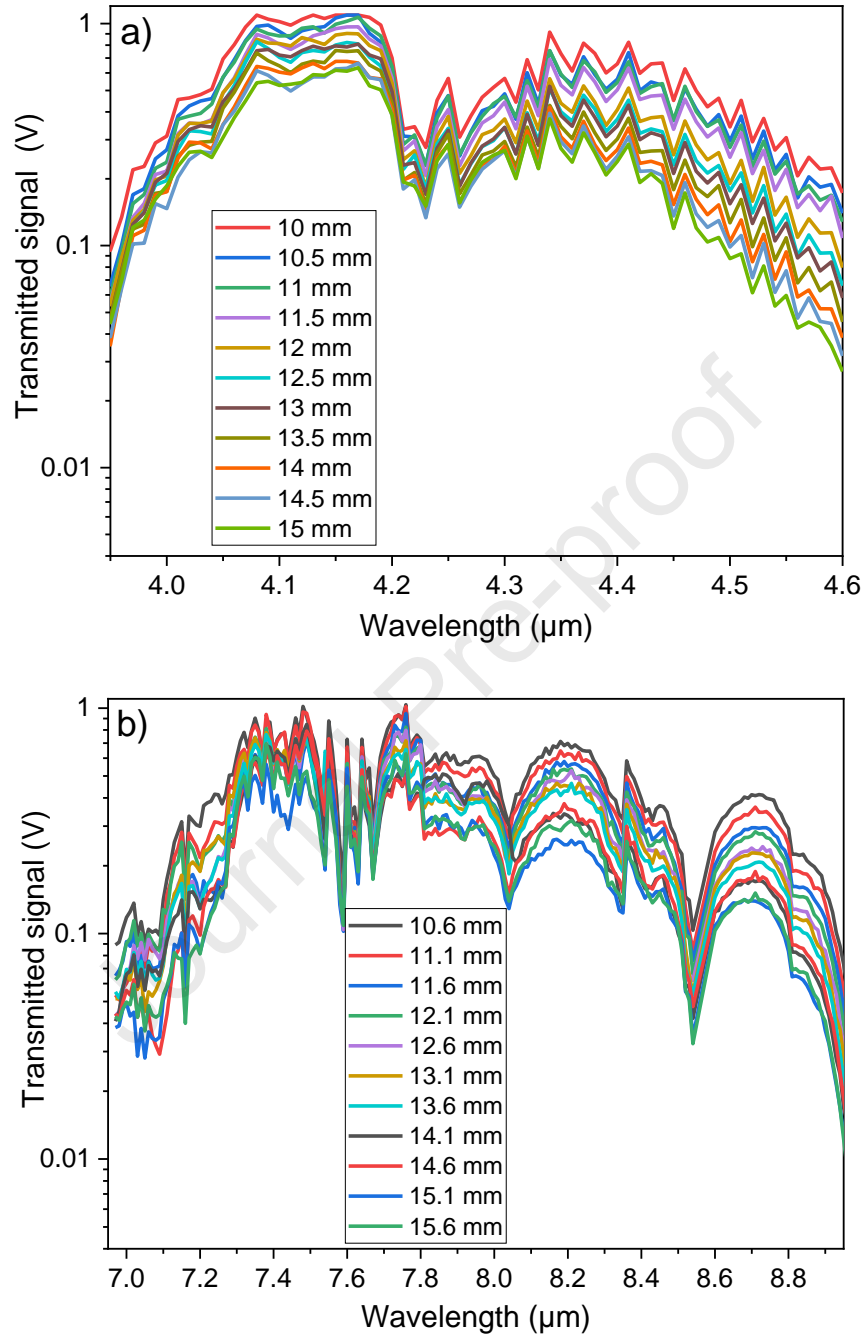 a)
Transmitted signal (V)
1
0.1
0.01
10 mm
10.5 mm
11 mm
11.5 mm
12 mm
12.5 mm
13 mm
13.5 mm
14 mm
14.5 mm
15 mm
4.0 4.1 4.2 4.3 4.4 4.5 4.6
Wavelength (μm)
Journal Pre-proof
b)
Transmitted signal (V)
1
0.1
0.01
10.6 mm
11.1 mm
11.6 mm
12.1 mm
12.6 mm
13.1 mm
13.6 mm
14.1 mm
14.6 mm
15.1 mm
15.6 mm
7.0 7.2 7.4 7.6 7.8 8.0 8.2 8.4 8.6 8.8
Wavelength (μm)